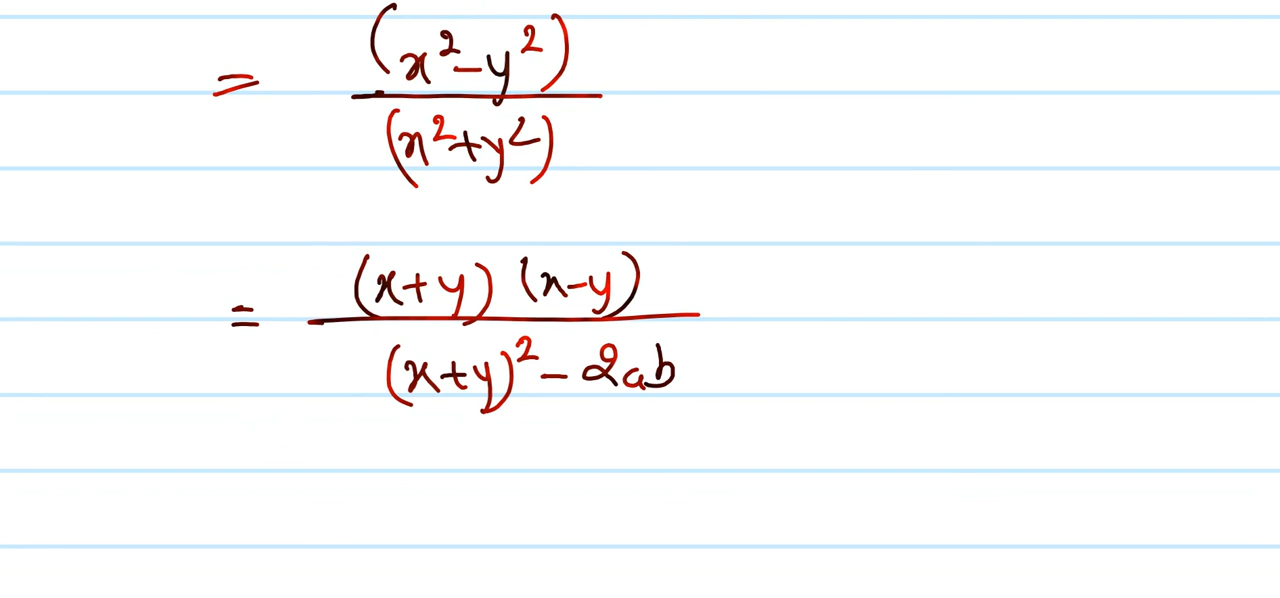 = (x² - y²) / (x² + y²)
= (x+y) (x-y) / (x+y)² - 2ab